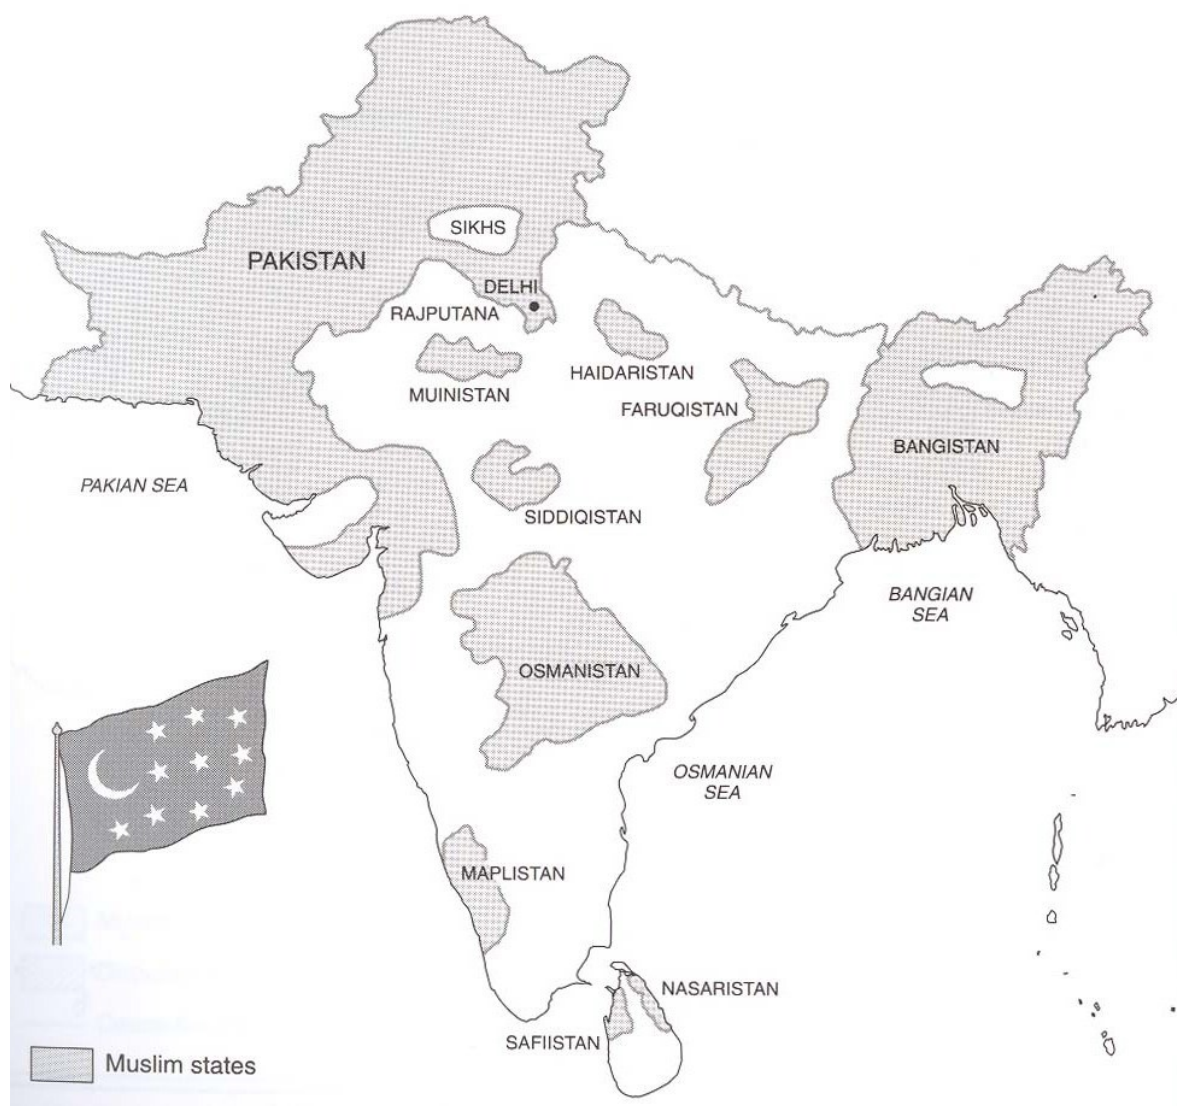 SIKHS
PAKISTAN
DELHI
RAJPUTANA
HAIDARISTAN
MUINISTAN
FARUQISTAN
BANGISTAN
PAKIAN SEA
SIDDIQISTAN
BANGIAN
SEA
OSMANISTAN
OSMANIAN
SEA
MAPLISTAN
NASARISTAN
SAFIISTAN
Muslim states